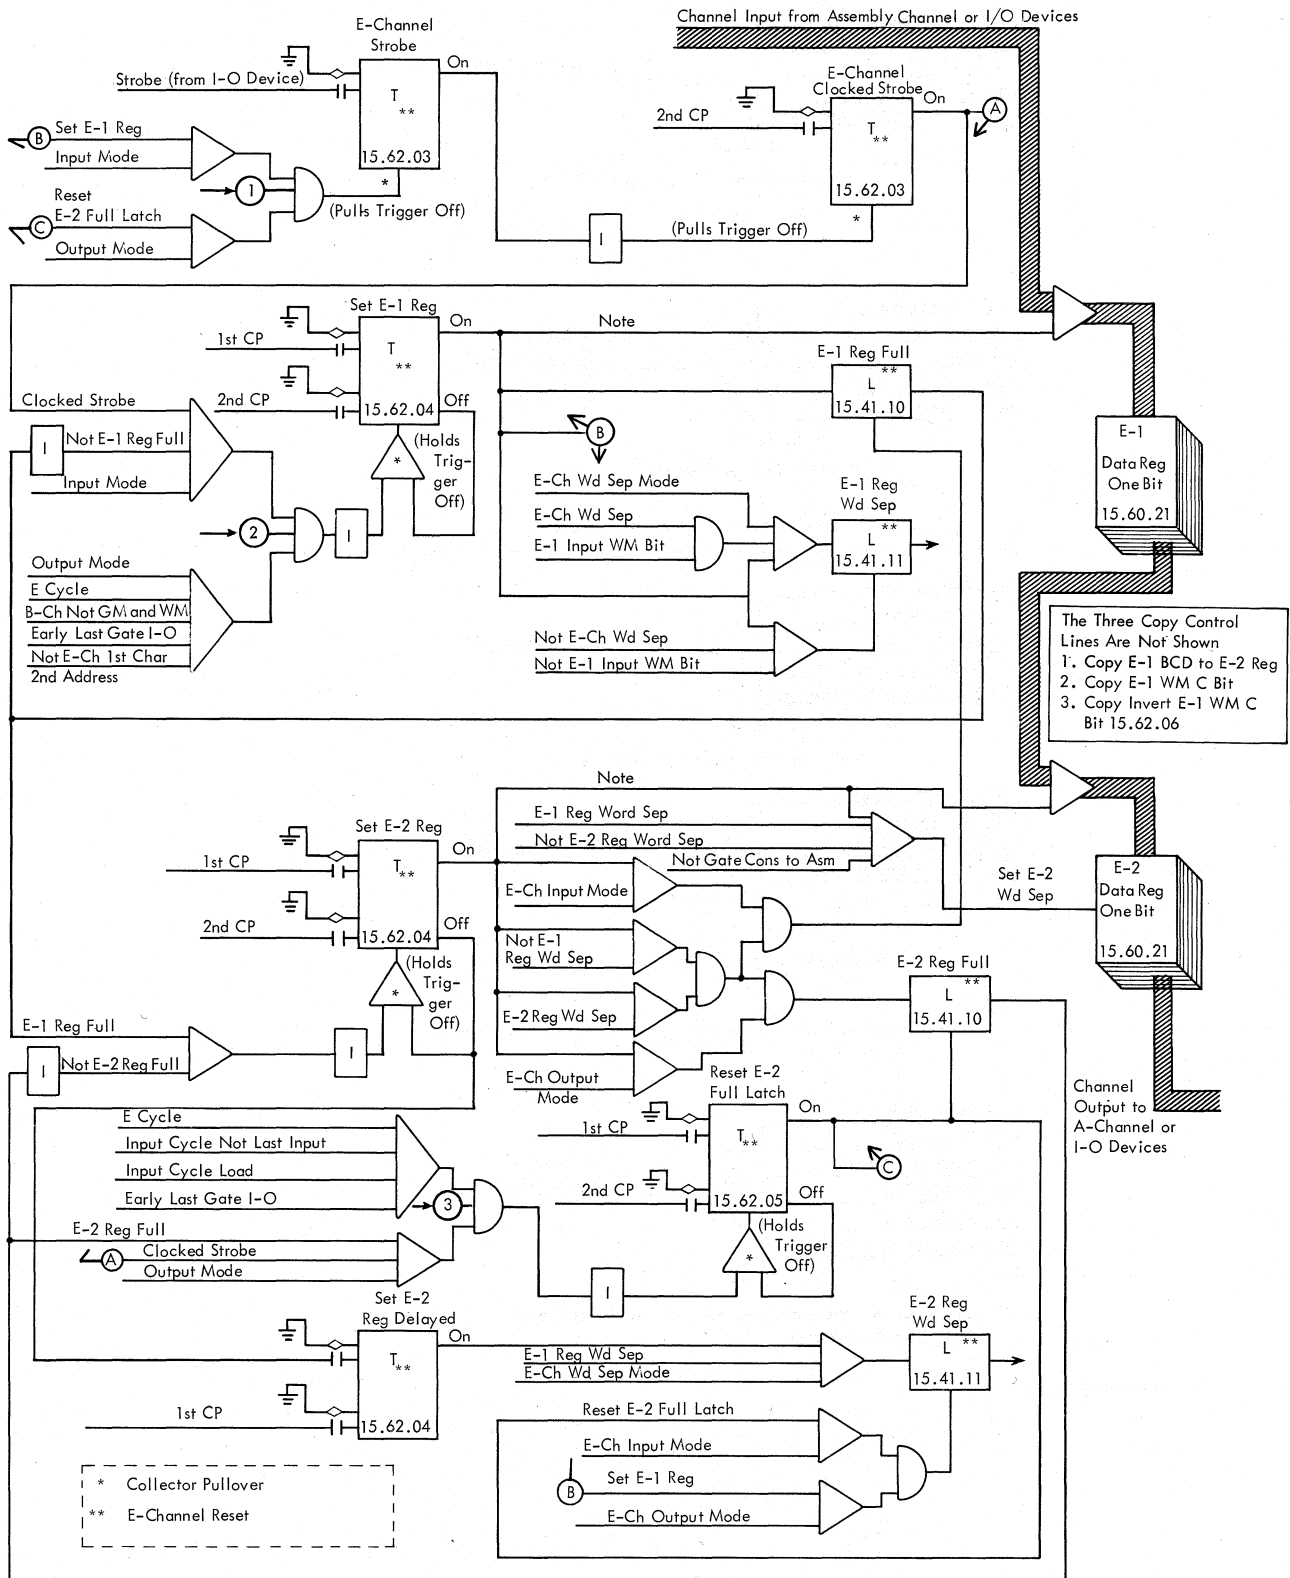 Channel Input from Assembly Channel or I/O Devices
E-Channel
Strobe
On
Strobe (from I-O Device)
T
**
15.62.03
*
(Pulls Trigger Off)
E-Channel
Clocked Strobe
On
A
2nd CP
T
**
15.62.03
*
(Pulls Trigger Off)
I
B
Set E-1 Reg
Input Mode
1
Reset
E-2 Full Latch
C
Output Mode
Set E-1 Reg
On
Note
1st CP
T
**
2nd CP
15.62.04
Off
(Holds
Trig-
ger
Off)
*
Clocked Strobe
I
Not E-1 Reg Full
Input Mode
2
I
Output Mode
E Cycle
B-Ch Not GM and WM
Early Last Gate I-O
Not E-Ch 1st Char
2nd Address
E-1 Reg Full
**
L
15.41.10
B
E-Ch Wd Sep Mode
E-Ch Wd Sep
E-1 Input WM Bit
E-1 Reg
Wd Sep
**
L
15.41.11
Not E-Ch Wd Sep
Not E-1 Input WM Bit
E-1
Data Reg
One Bit
15.60.21
The Three Copy Control
Lines Are Not Shown
1. Copy E-1 BCD to E-2 Reg
2. Copy E-1 WM C Bit
3. Copy Invert E-1 WM C
Bit 15.62.06
Note
E-1 Reg Word Sep
Not E-2 Reg Word Sep
Not Gate Cons to Asm
Set E-2 Reg
On
1st CP
T
**
2nd CP
15.62.04
Off
(Holds
Trig-
ger
Off)
*
E-Ch Input Mode
Not E-1
Reg Wd Sep
E-2 Reg Wd Sep
E-Ch Output
Mode
Set E-2
Wd Sep
E-2
Data Reg
One Bit
15.60.21
E-2 Reg Full
**
L
15.41.10
E-1 Reg Full
I
Not E-2 Reg Full
I
Channel
Output to
A-Channel or
I-O Devices
Reset E-2
Full Latch
On
1st CP
T
**
2nd CP
15.62.05
Off
(Holds
Trigger
Off)
*
C
E Cycle
Input Cycle Not Last Input
Input Cycle Load
Early Last Gate I-O
3
E-2 Reg Full
A
Clocked Strobe
Output Mode
I
Set E-2
Reg Delayed
On
T
**
1st CP
15.62.04
E-1 Reg Wd Sep
E-Ch Wd Sep Mode
E-2 Reg
Wd Sep
**
L
15.41.11
Reset E-2 Full Latch
E-Ch Input Mode
B
Set E-1 Reg
E-Ch Output Mode
* Collector Pullover
** E-Channel Reset